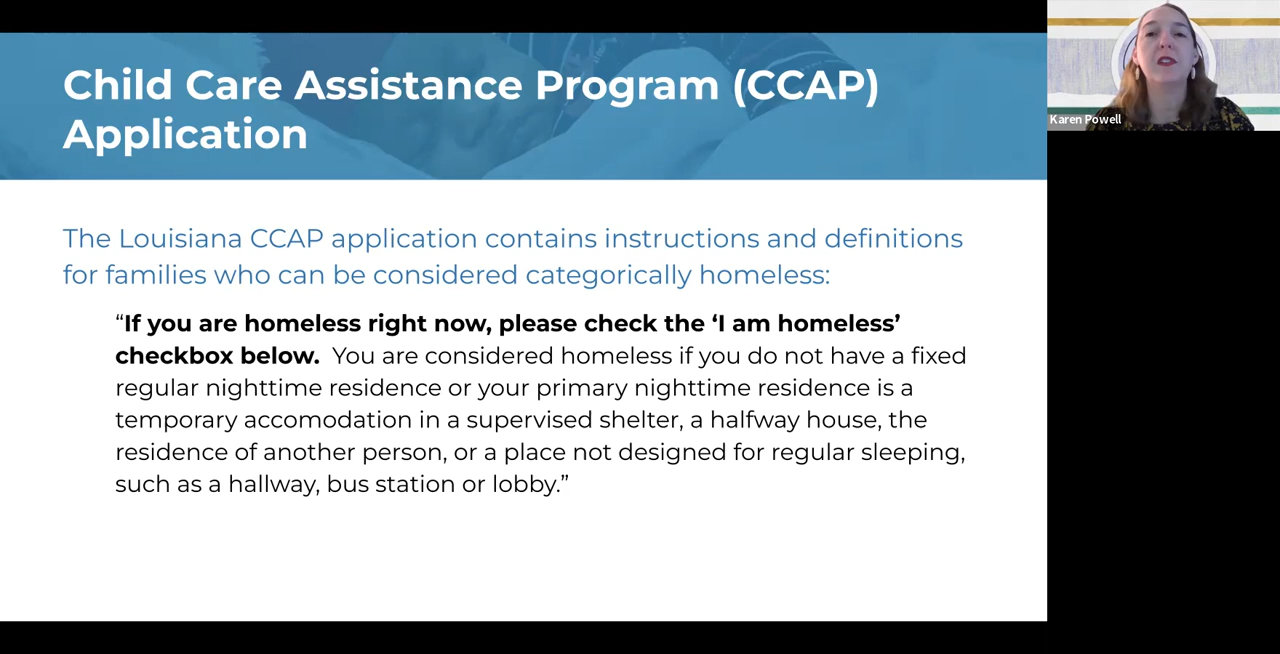 Child Care Assistance Program (CCAP)
Application
Karen Powell
The Louisiana CCAP application contains instructions and definitions
for families who can be considered categorically homeless:
“If you are homeless right now, please check the ‘I am homeless’
checkbox below. You are considered homeless if you do not have a fixed
regular nighttime residence or your primary nighttime residence is a
temporary accomodation in a supervised shelter, a halfway house, the
residence of another person, or a place not designed for regular sleeping,
such as a hallway, bus station or lobby.”